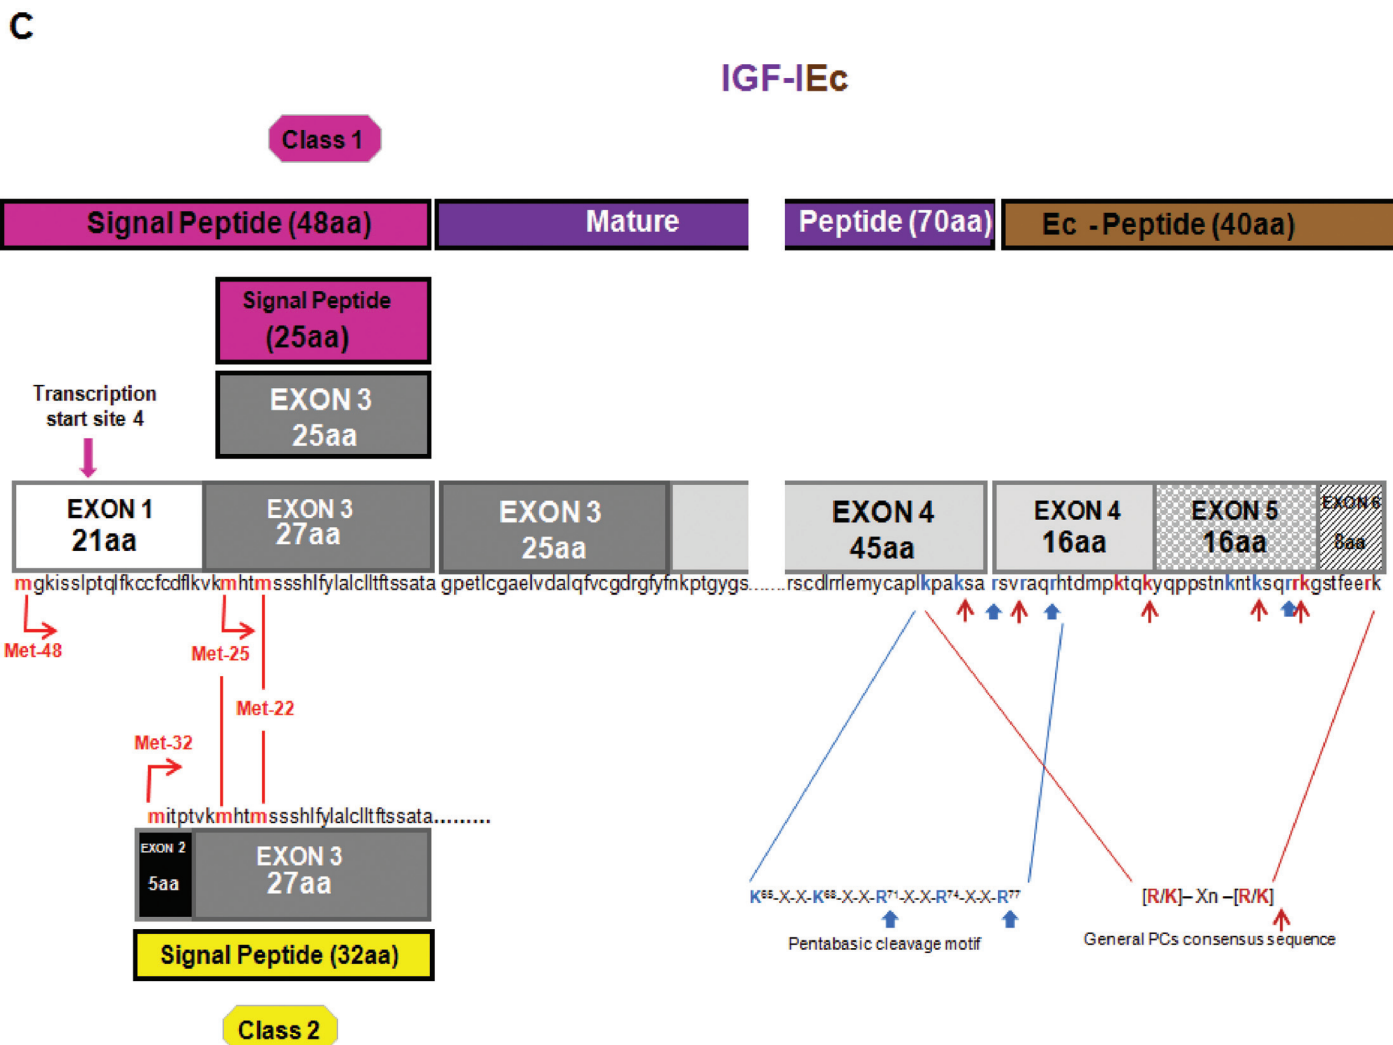 C
IGF-IEc
Class 1
Signal Peptide (48aa)
Mature
Peptide (70aa)
Ec - Peptide (40aa)
Signal Peptide
(25aa)
EXON 3
25aa
Transcription
start site 4
EXON 1
21aa
EXON 3
27aa
EXON 3
25aa
EXON 4
45aa
EXON 4
16aa
EXON 5
16aa
EXON 6
8aa
mgkisslptqlfkccfcdflkvkmhtmssshlfylalclltftssata gpetlcgaelvdalqfvcgdrgfyfnkptgygs........rscdlrrlemycaplkpaksa rsvraqrhtdmpktqkyqppstnkntksqrrkgstfeerk
Met-48
Met-25
Met-22
Met-32
mitptvkmhtmssshlfylalclltftssata.........
EXON 2
5aa
EXON 3
27aa
Signal Peptide (32aa)
Class 2
K65-X-X-K68-X-X-R71-X-X-R74-X-X-R77
Pentabasic cleavage motif
[R/K]– Xn –[R/K]
General PCs consensus sequence